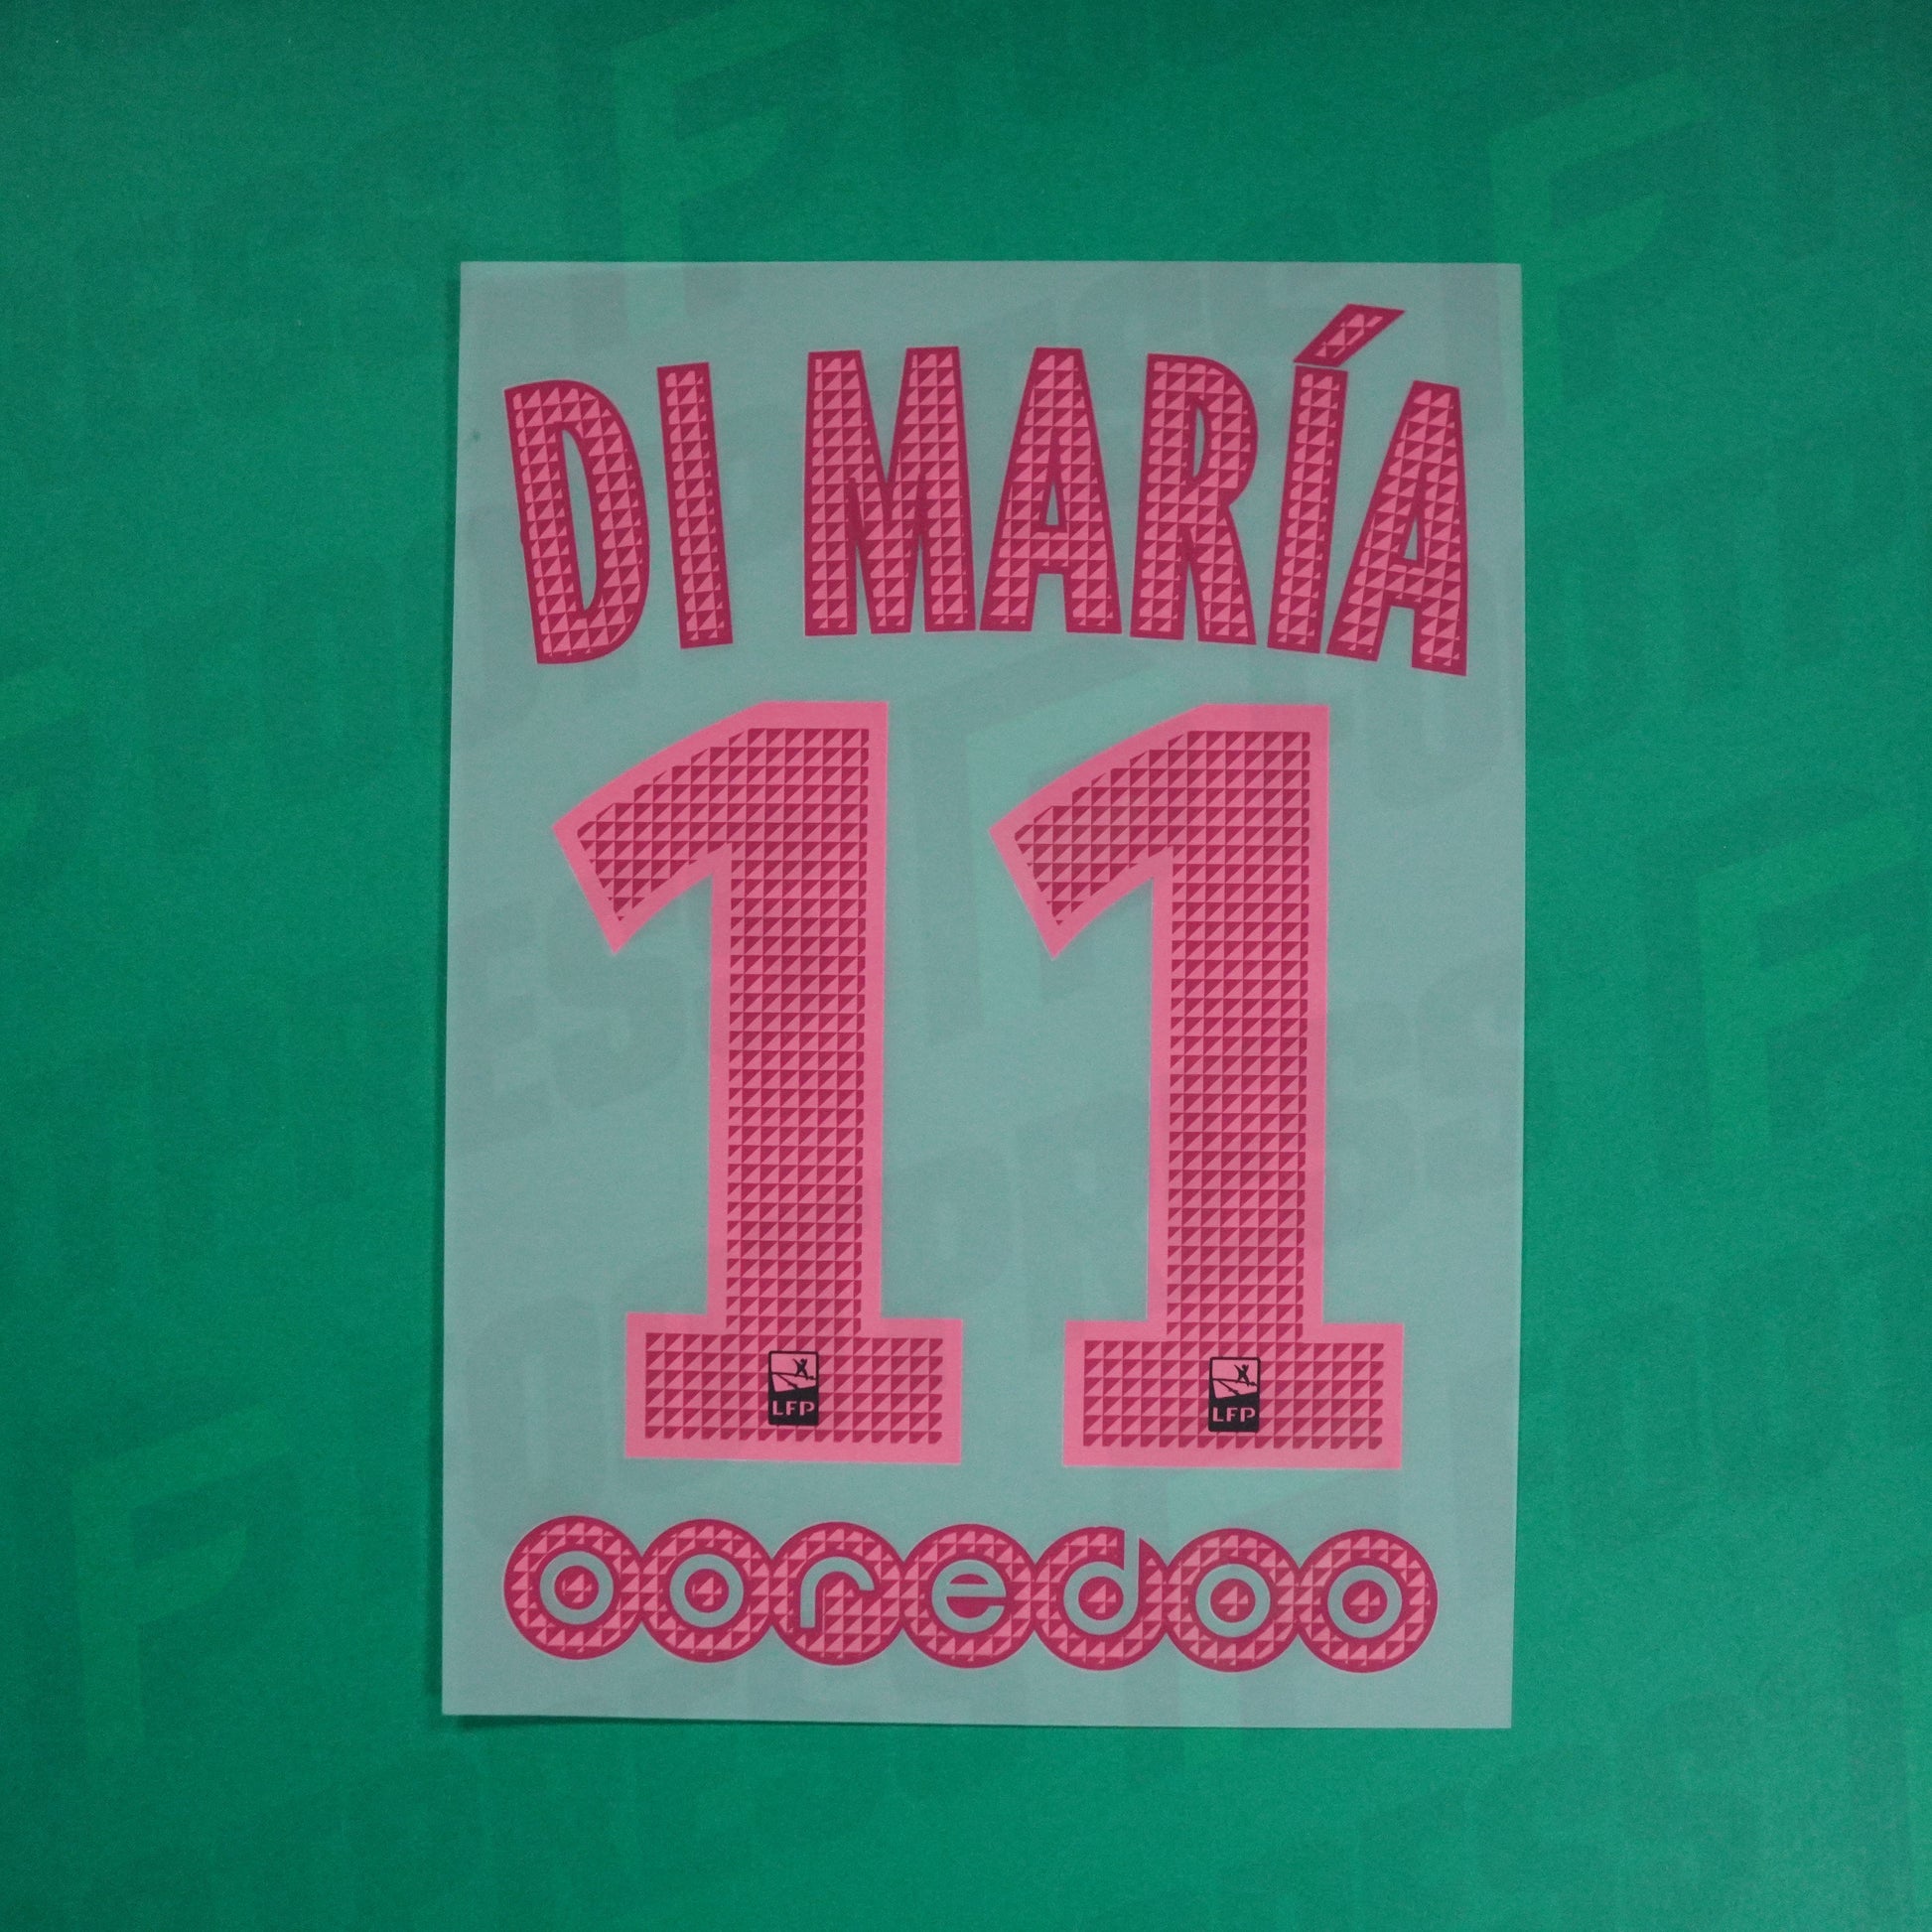 DI MARÍA
11
LFP LFP
ooredoo